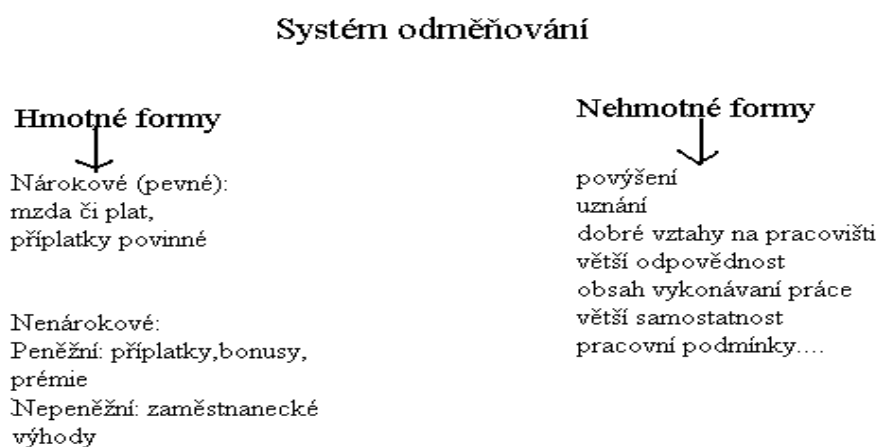 Systém odměňování
Hmotné formy
Nárokové (pevné):
mzda či plat,
příplatky povinné
Nenárokové:
Peněžní: příplatky,bonusy,
prémie
Nepeněžní: zaměstnanecké
výhody
Nehmotné formy
povýšení
uznání
dobré vztahy na pracovišti
větší odpovědnost
obsah vykonávaní práce
větší samostatnost
pracovní podmínky....